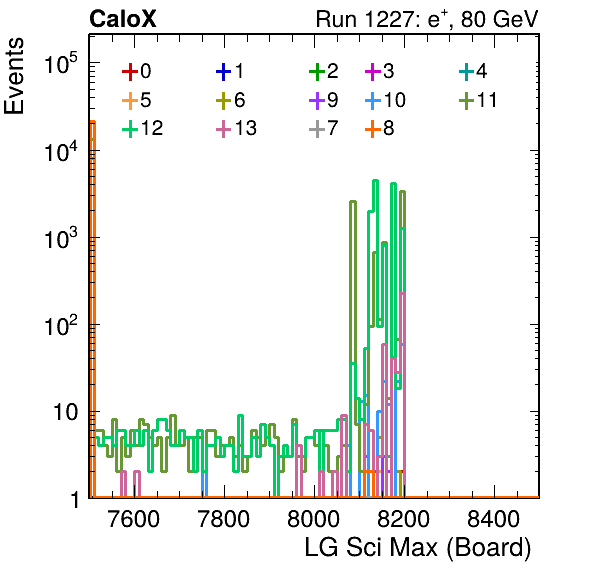 CaloX Run 1227: e⁺, 80 GeV
Events
0 1 2 3 4
5 6 9 10 11
12 13 7 8
10⁵
10⁴
10³
10²
10
1
7600 7800 8000 8200 8400
LG Sci Max (Board)